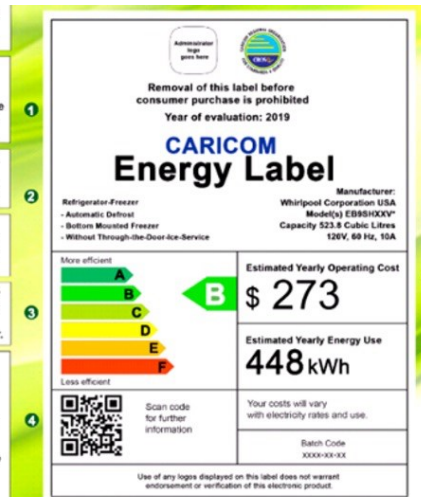 Administrator
logo
goes here
CROSQ
Removal of this label before
consumer purchase is prohibited
Year of evaluation: 2019
CARICOM
Energy Label
Refrigerator-Freezer
- Automatic Defrost
- Bottom Mounted Freezer
- Without Through-the-Door-Ice-Service
Manufacturer:
Whirlpool Corporation USA
Model(s) EB9SHXXV*
Capacity 523.8 Cubic Litres
120V, 60 Hz, 10A
1
2
3
4
More efficient
A
B
C
D
E
F
Less efficient
B
Estimated Yearly Operating Cost
$ 273
Estimated Yearly Energy Use
448 kWh
Scan code
for further
information
Your costs will vary
with electricity rates and use.
Batch Code
xxxx-xx-xx
Use of any logos displayed on this label does not warrant
endorsement or verification of this electronic product.